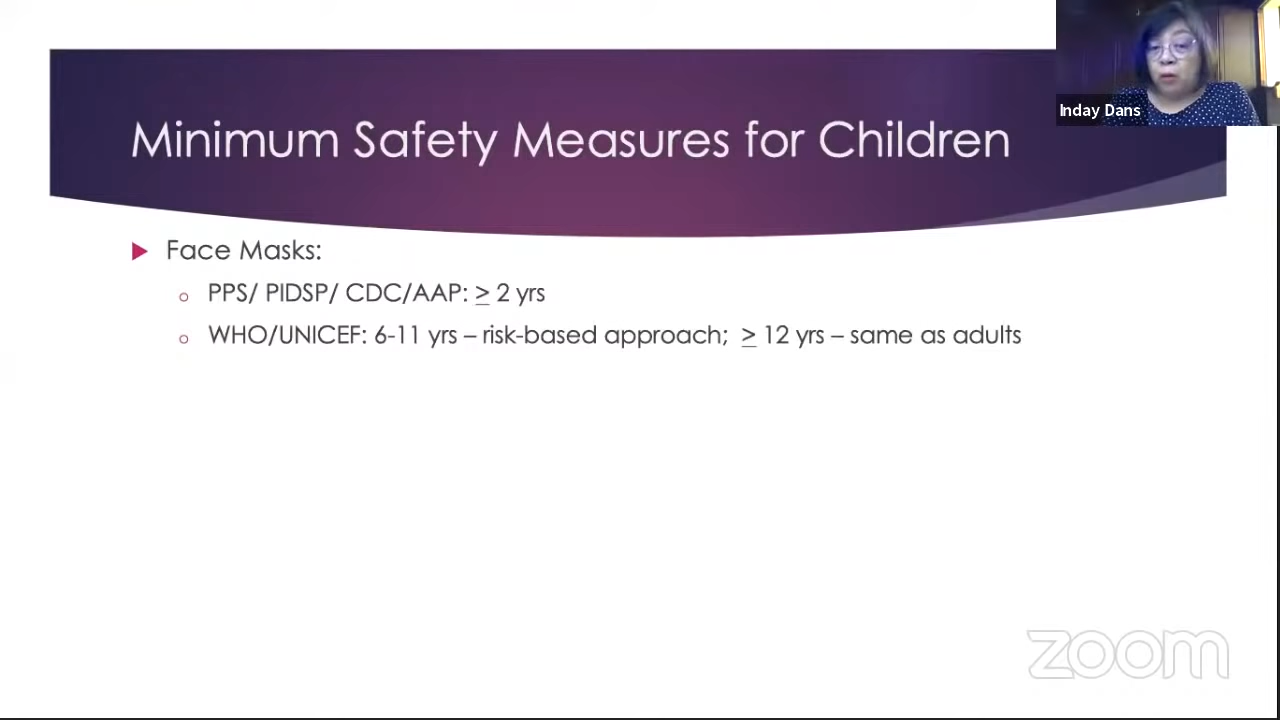 Inday Dans
Minimum Safety Measures for Children
Face Masks:
PPS/ PIDSP/ CDC/AAP: ≥ 2 yrs
WHO/UNICEF: 6-11 yrs – risk-based approach; ≥ 12 yrs – same as adults
zoom